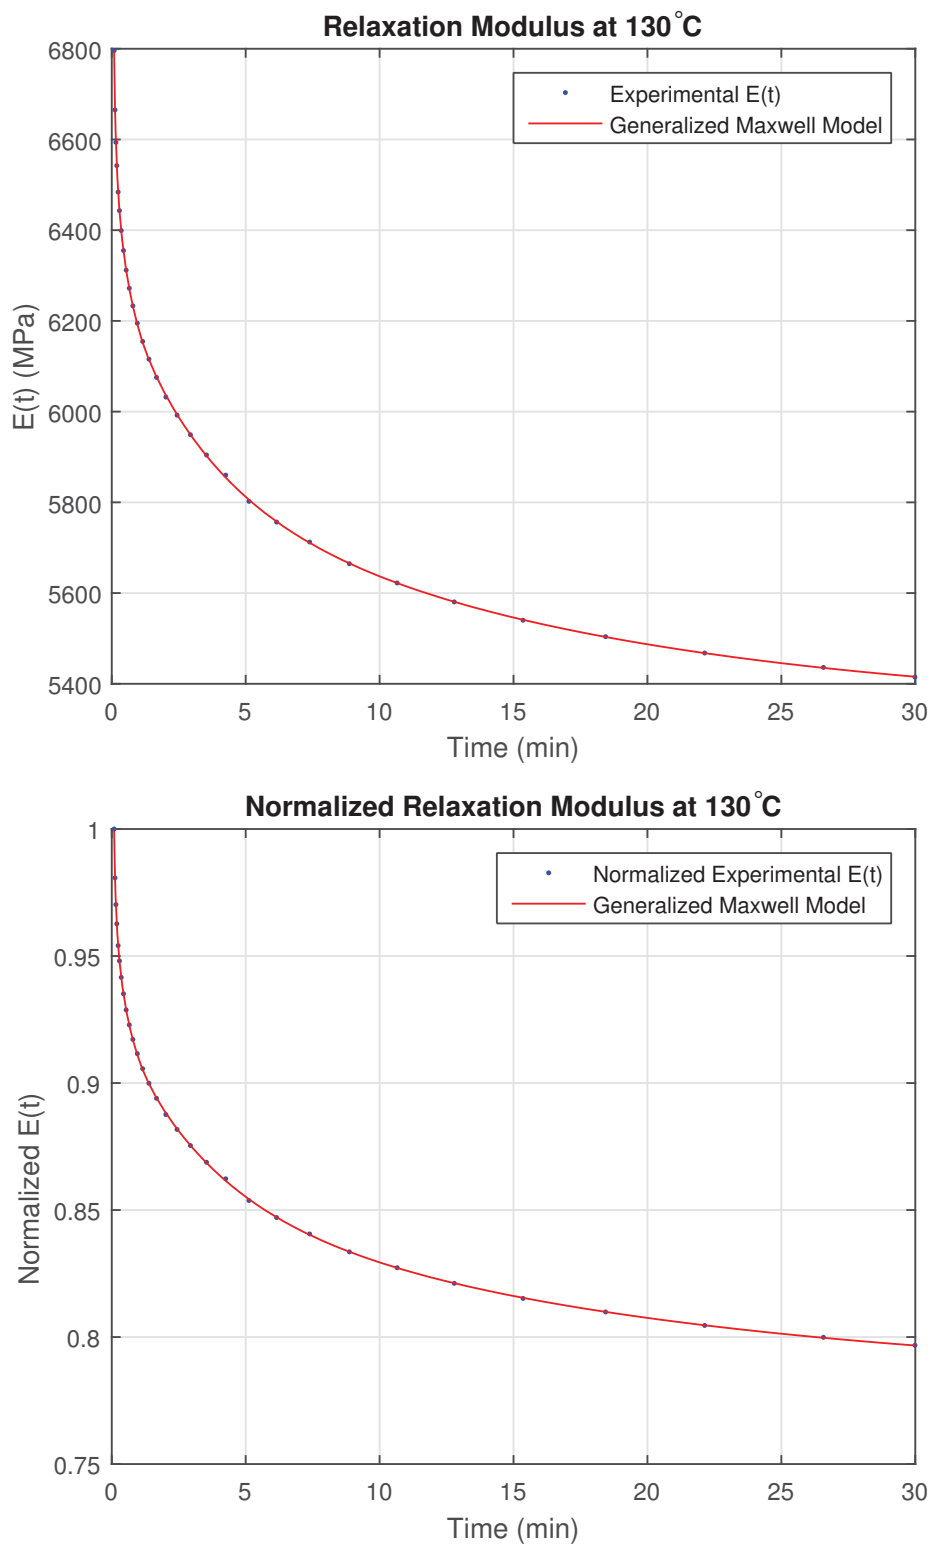 Relaxation Modulus at 130°C
6800
6600
6400
6200
6000
5800
5600
5400
E(t) (MPa)
Experimental E(t)
Generalized Maxwell Model
0 5 10 15 20 25 30
Time (min)
Normalized Relaxation Modulus at 130°C
1
0.95
0.9
0.85
0.8
0.75
Normalized E(t)
Normalized Experimental E(t)
Generalized Maxwell Model
0 5 10 15 20 25 30
Time (min)